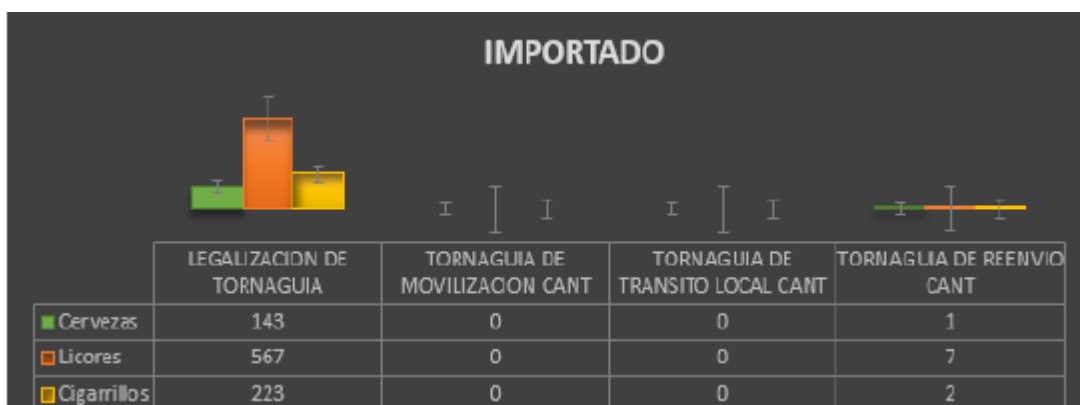 IMPORTADO
LEGALIZACION DE TORNAGUIA
TORNAGUIA DE MOVILIZACION CANT
TORNAGUIA DE TRANSITO LOCAL CANT
TORNAGUIA DE REENVIO CANT
Cervezas 143 0 0 1
Licores 567 0 0 7
Cigarrillos 223 0 0 2